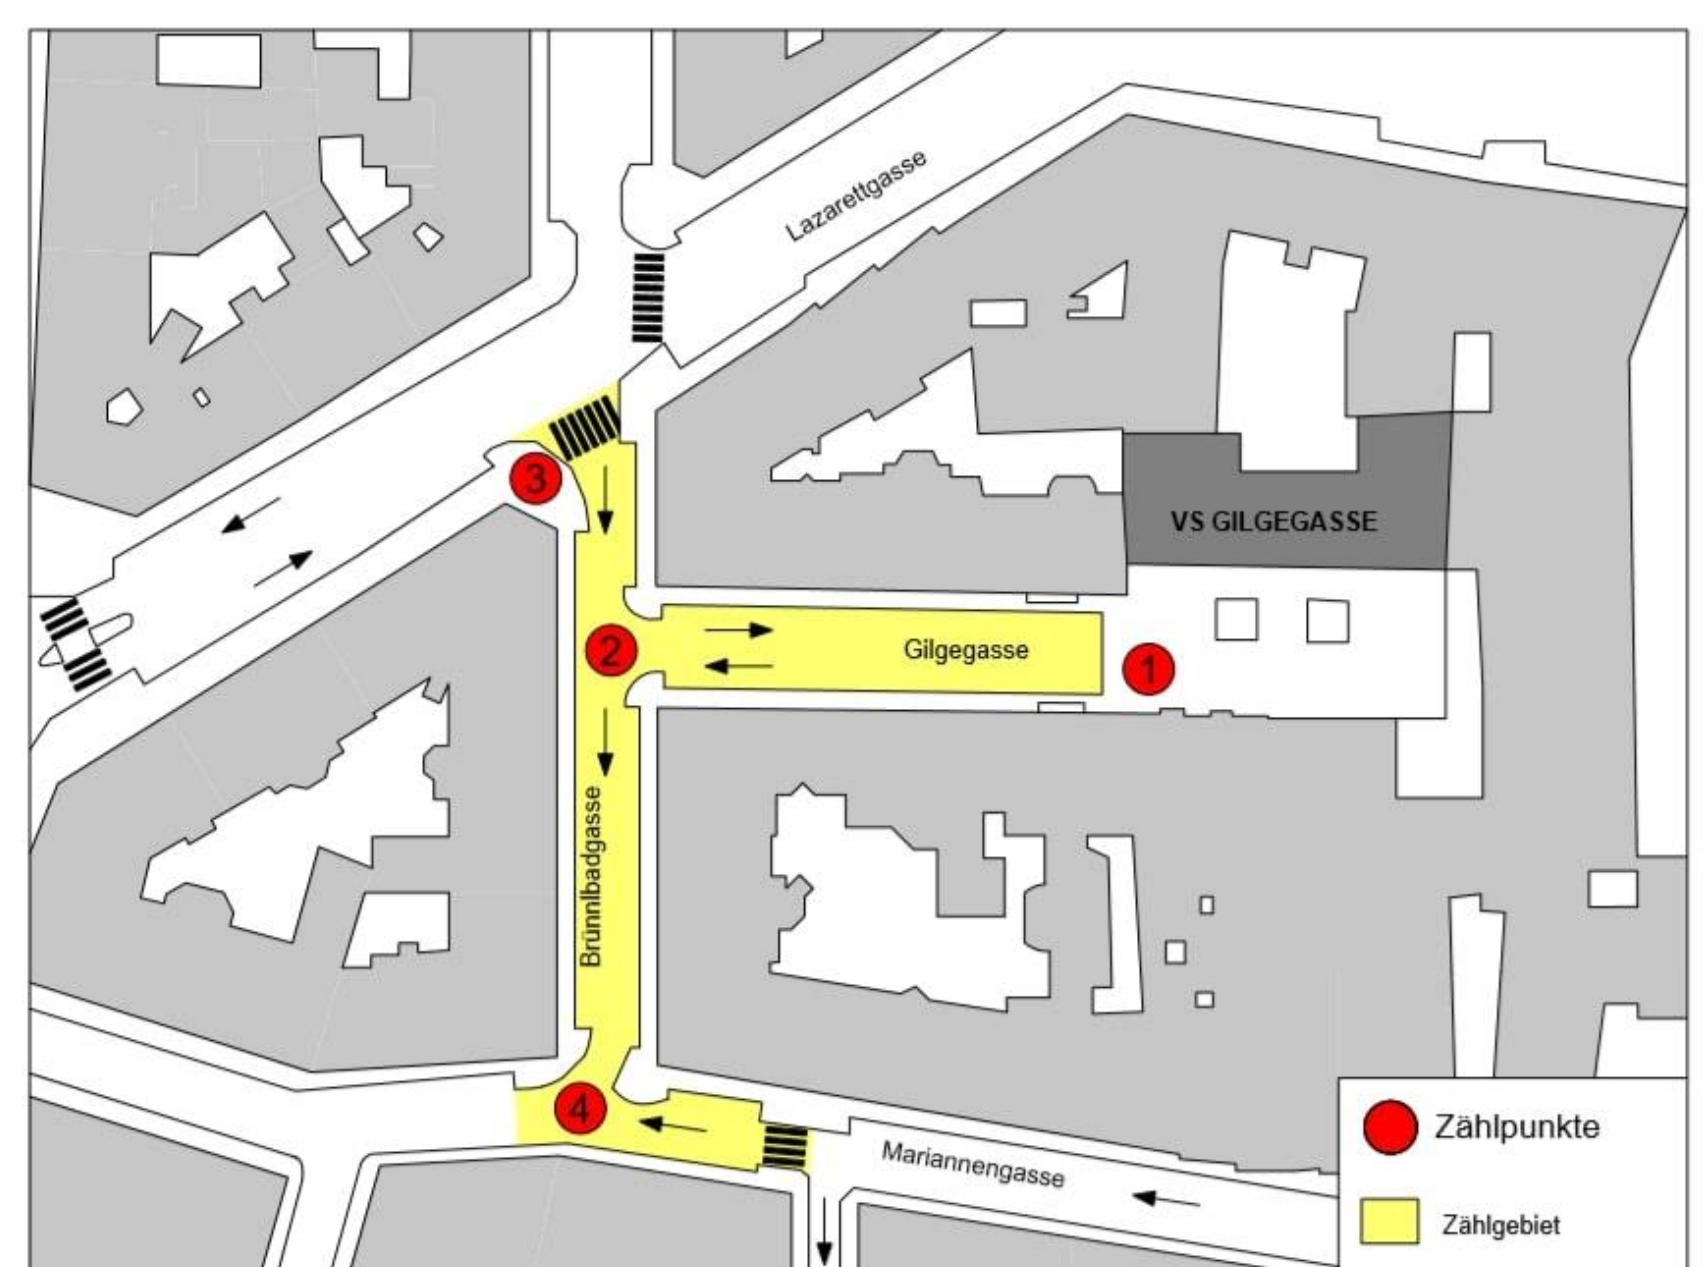 Lazarettgasse
3
VS GILGEGASSE
2
Gilgegasse
1
Brünnlbadgasse
4
Mariannengasse
Zählpunkte
Zählgebiet